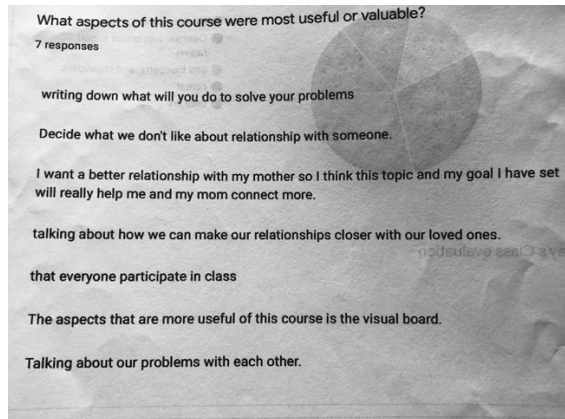 What aspects of this course were most useful or valuable?
7 responses
writing down what will you do to solve your problems
Decide what we don't like about relationship with someone.
I want a better relationship with my mother so I think this topic and my goal I have set
will really help me and my mom connect more.
talking about how we can make our relationships closer with our loved ones.
that everyone participate in class
The aspects that are more useful of this course is the visual board.
Talking about our problems with each other.